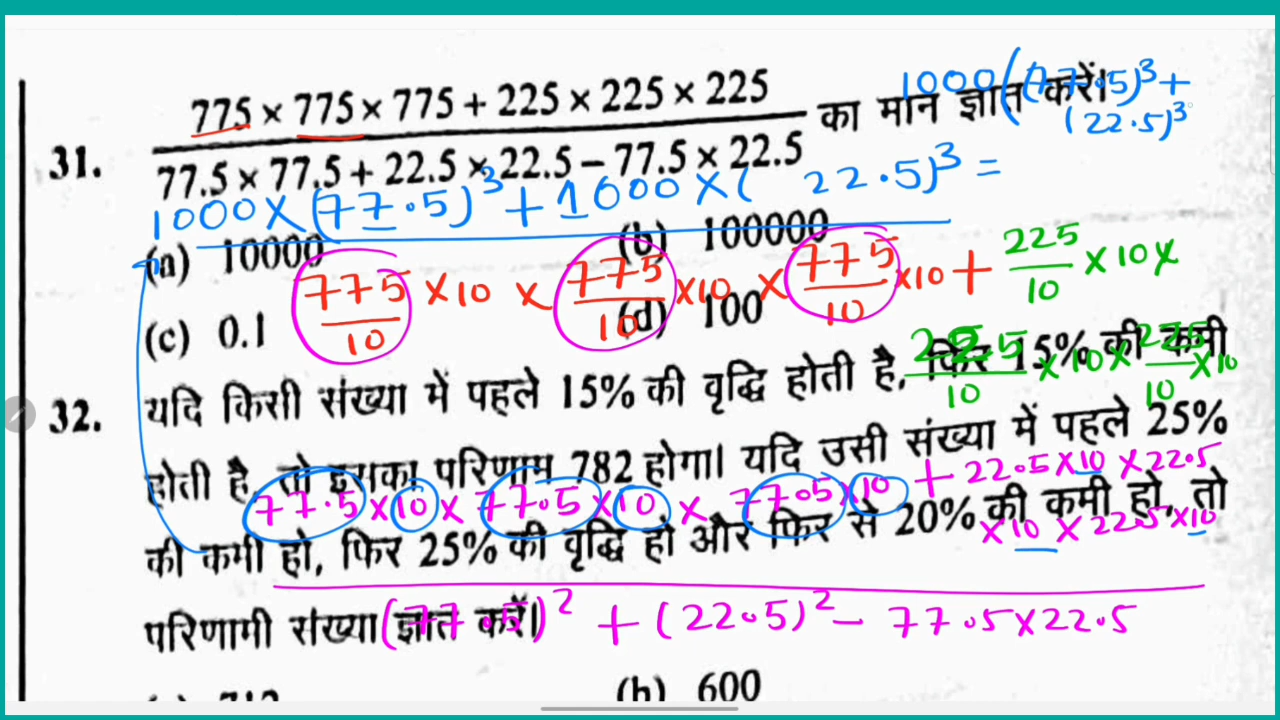 31. 775 × 775 × 775 + 225 × 225 × 225 / 77.5 × 77.5 + 22.5 × 22.5 − 77.5 × 22.5 का मान ज्ञात करें।
1000((77.5)³ +
(22.5)³
1000 × (77.5)³ + 1000 × ( 22.5)³ =
(a) 10000 (b) 100000
775/10 × 10 × 775/10 × 10 × 775/10 × 10 + 225/10 × 10 ×
(c) 0.1 (d) 100
225/10 × 10 × 225/10 × 10
32. यदि किसी संख्या में पहले 15% की वृद्धि होती है, फिर 15% की कमी
होती है, तो इसका परिणाम 782 होगा। यदि उसी संख्या में पहले 25%
77.5 × 10 × 77.5 × 10 × 77.5 × 10 + 22.5 × 10 × 22.5
× 10 × 22.5 × 10
की कमी हो, फिर 25% की वृद्धि हो और फिर से 20% की कमी हो, तो
(77.5)² + (22.5)² − 77.5 × 22.5
परिणामी संख्या ज्ञात करें।
(b) 600